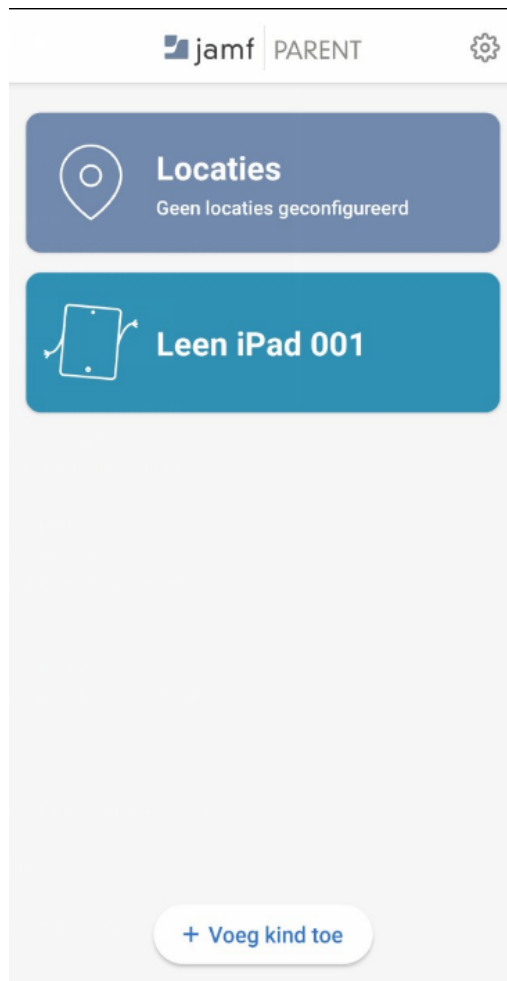 jamf PARENT
Locaties
Geen locaties geconfigureerd
Leen iPad 001
+ Voeg kind toe